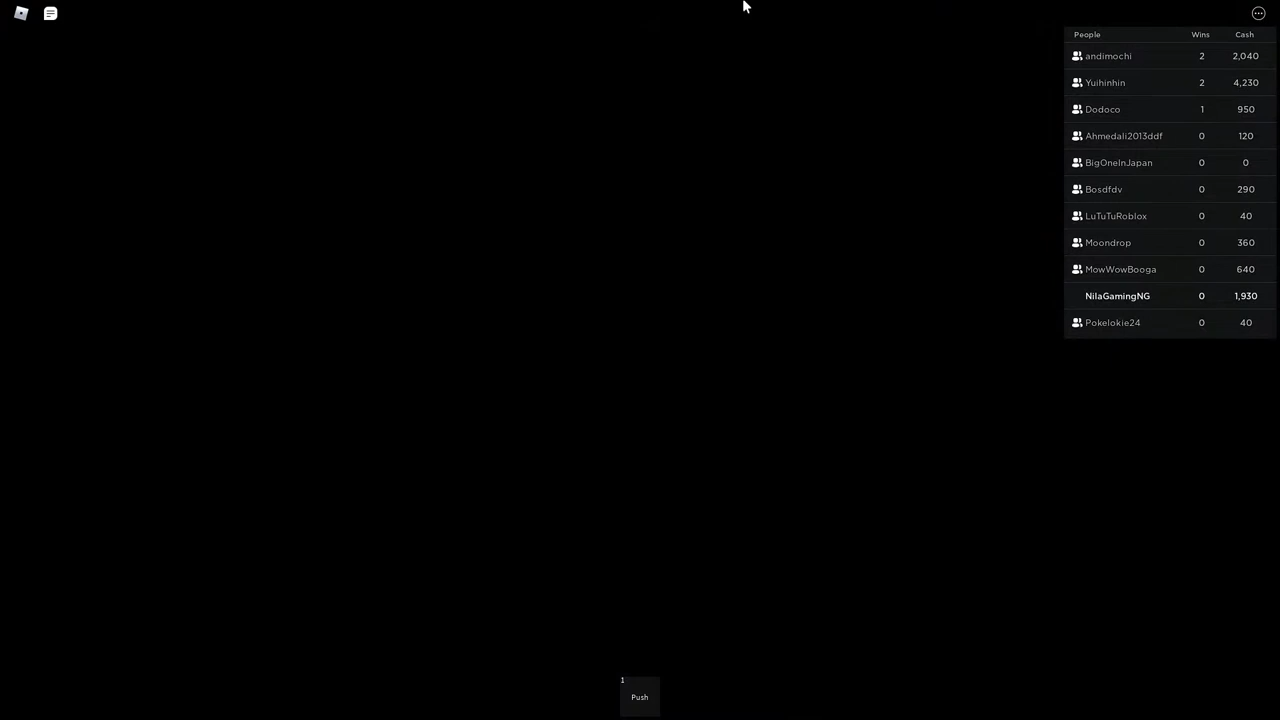 People Wins Cash
andimochi 2 2,040
Yuihinhin 2 4,230
Dodoco 1 950
Ahmedali2013ddf 0 120
BigOneInJapan 0 0
Bosdfdv 0 290
LuTuTuRoblox 0 40
Moondrop 0 360
MowWowBooga 0 640
NilaGamingNG 0 1,930
Pokelokie24 0 40
1
Push